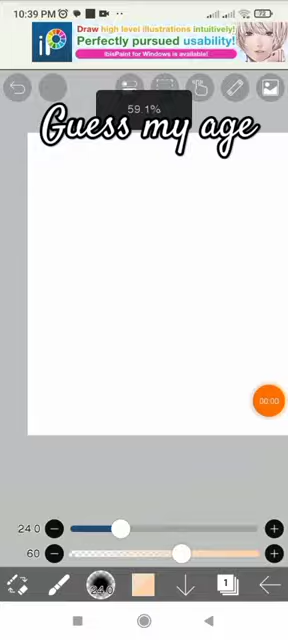 10:39 PM
72
Draw high level illustrations intuitively!
Perfectly pursued usability!
ibisPaint for Windows is available!
59.1%
Guess my age
00:00
24.0
60
24.0
1